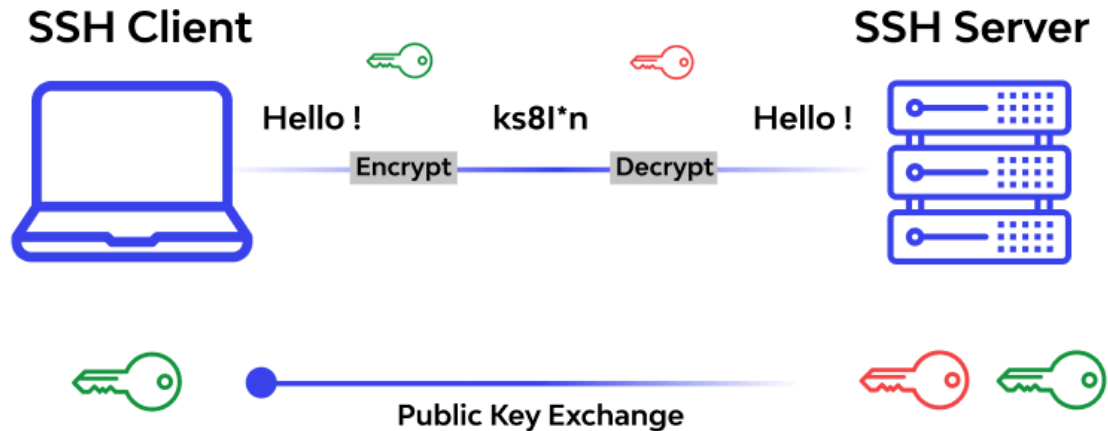 SSH Client
SSH Server
Hello !
ks8I*n
Hello !
Encrypt
Decrypt
Public Key Exchange